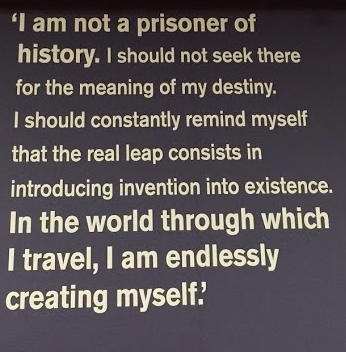 ‘I am not a prisoner of
history. I should not seek there
for the meaning of my destiny.
I should constantly remind myself
that the real leap consists in
introducing invention into existence.
In the world through which
I travel, I am endlessly
creating myself.’